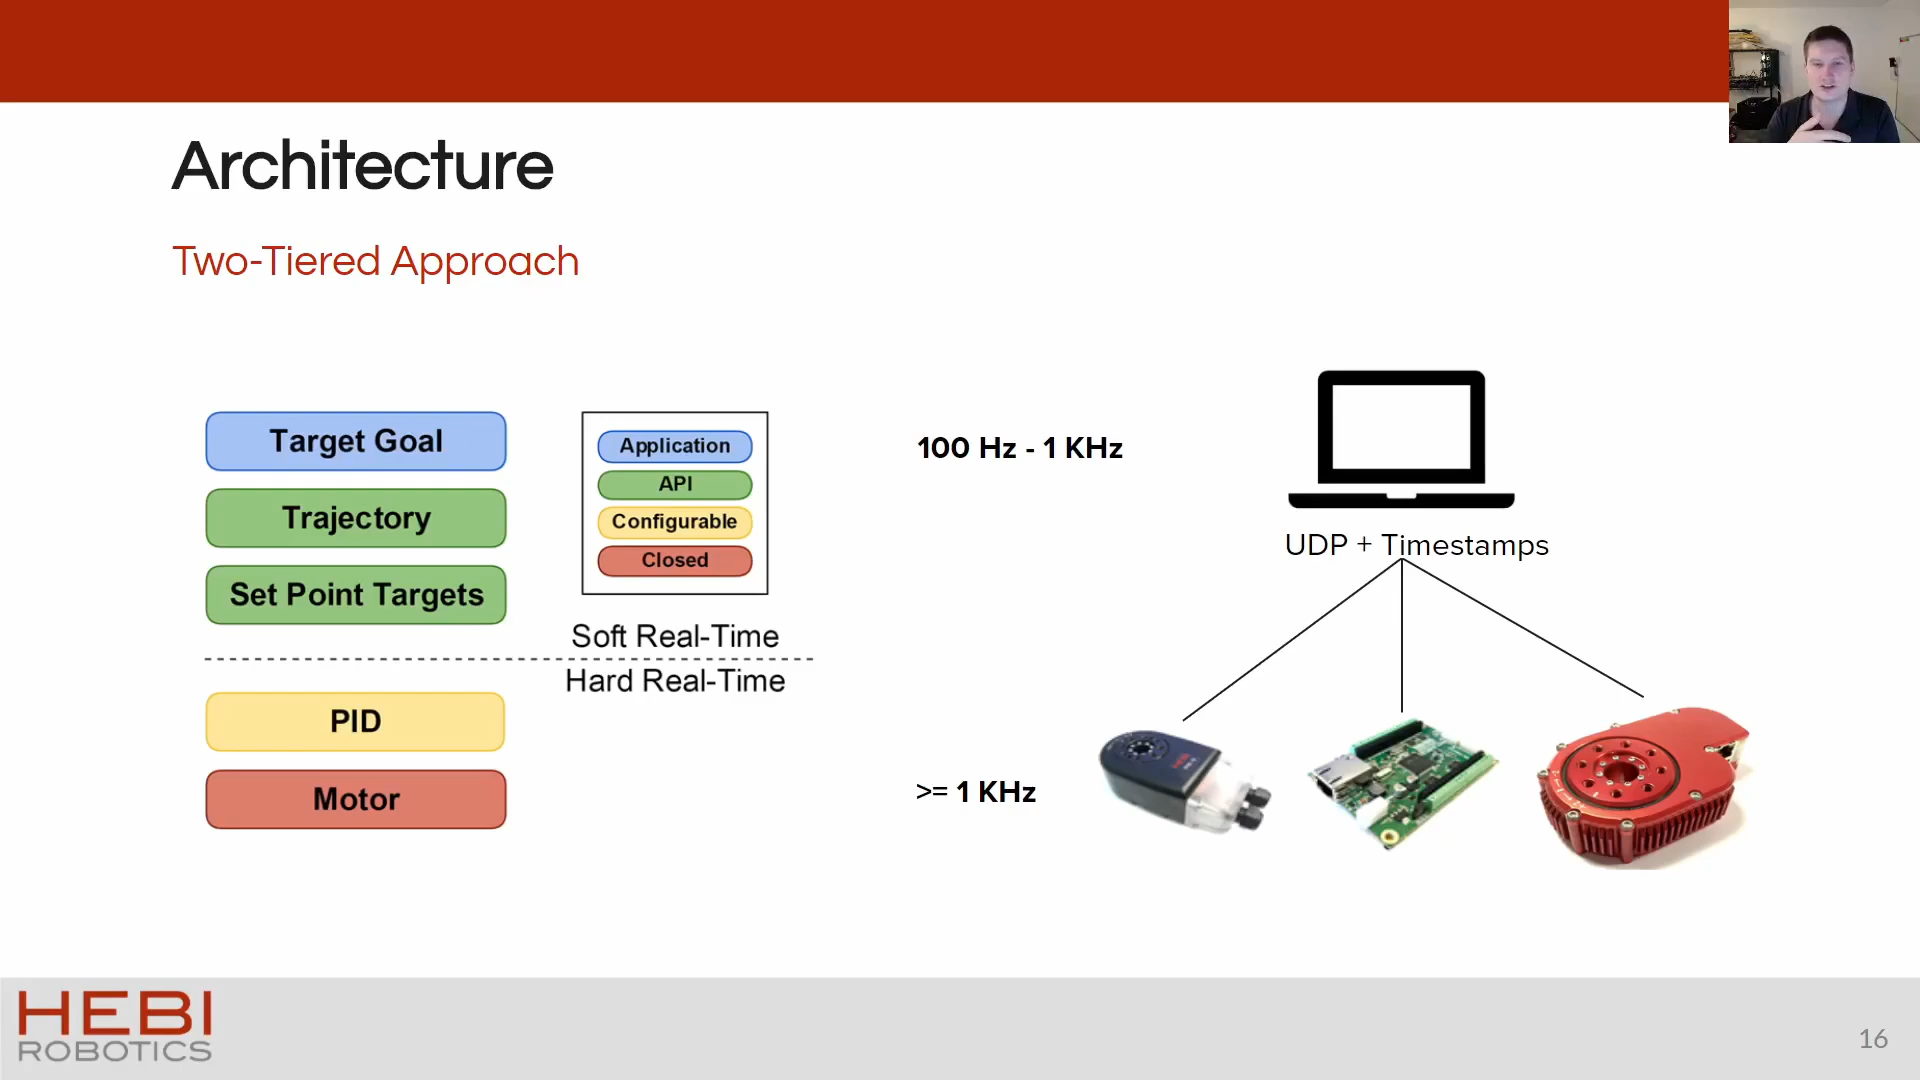 Architecture
Two-Tiered Approach
Target Goal
Trajectory
Set Point Targets
Application
API
Configurable
Closed
Soft Real-Time
Hard Real-Time
PID
Motor
100 Hz - 1 KHz
>= 1 KHz
UDP + Timestamps
HEBI
HEBI
ROBOTICS
16